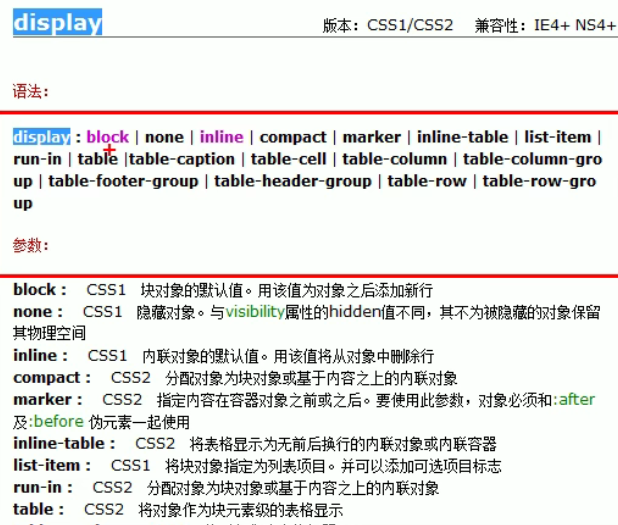 display 版本：CSS1/CSS2 兼容性：IE4+ NS4+
语法：
display : block | none | inline | compact | marker | inline-table | list-item |
run-in | table |table-caption | table-cell | table-column | table-column-gro
up | table-footer-group | table-header-group | table-row | table-row-gro
up
参数：
block： CSS1 块对象的默认值。用该值为对象之后添加新行
none： CSS1 隐藏对象。与visibility属性的hidden值不同，其不为被隐藏的对象保留
其物理空间
inline： CSS1 内联对象的默认值。用该值将从对象中删除行
compact： CSS2 分配对象为块对象或基于内容之上的内联对象
marker： CSS2 指定内容在容器对象之前或之后。要使用此参数，对象必须和:after
及:before 伪元素一起使用
inline-table： CSS2 将表格显示为无前后换行的内联对象或内联容器
list-item： CSS1 将块对象指定为列表项目。并可以添加可选项目标志
run-in： CSS2 分配对象为块对象或基于内容之上的内联对象
table： CSS2 将对象作为块元素级的表格显示